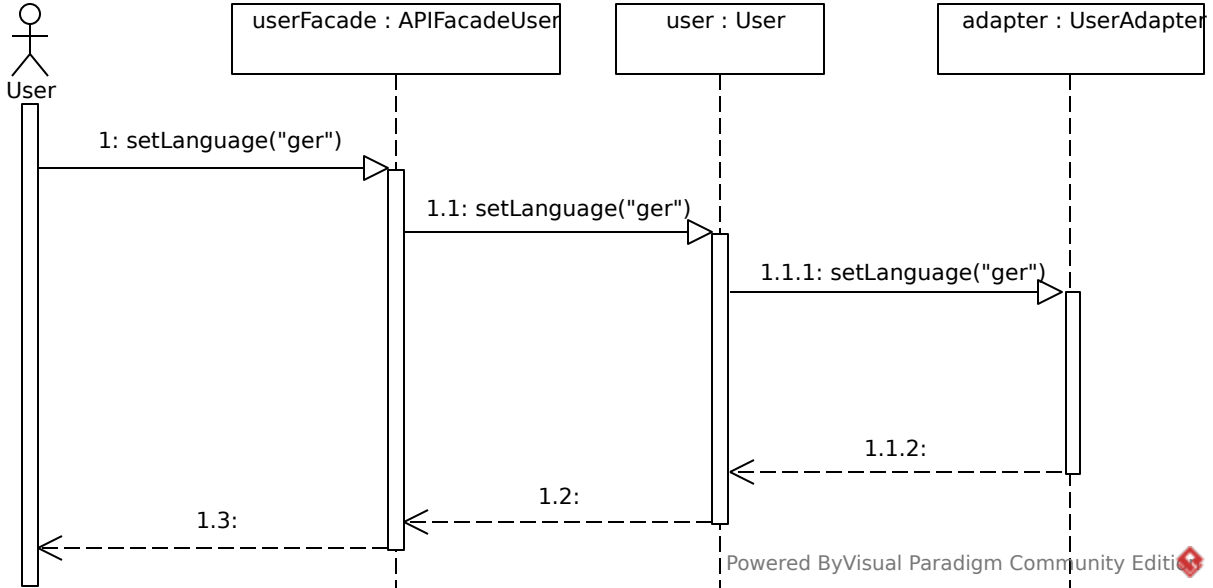 userFacade : APIFacadeUser
user : User
adapter : UserAdapter
User
1: setLanguage("ger")
1.1: setLanguage("ger")
1.1.1: setLanguage("ger")
1.1.2:
1.2:
1.3:
Powered ByVisual Paradigm Community Edition